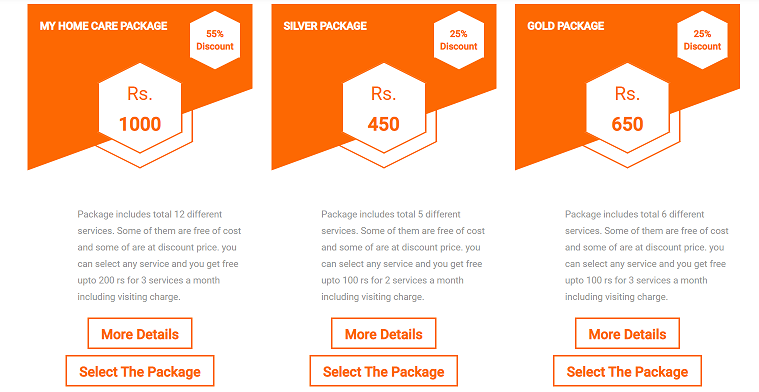 MY HOME CARE PACKAGE
55%
Discount
Rs.
1000
Package includes total 12 different
services. Some of them are free of cost
and some of are at discount price. you
can select any service and you get free
upto 200 rs for 3 services a month
including visiting charge.
More Details
Select The Package
SILVER PACKAGE
25%
Discount
Rs.
450
Package includes total 5 different
services. Some of them are free of cost
and some of are at discount price. you
can select any service and you get free
upto 100 rs for 2 services a month
including visiting charge.
More Details
Select The Package
GOLD PACKAGE
25%
Discount
Rs.
650
Package includes total 6 different
services. Some of them are free of cost
and some of are at discount price. you
can select any service and you get free
upto 100 rs for 3 services a month
including visiting charge.
More Details
Select The Package